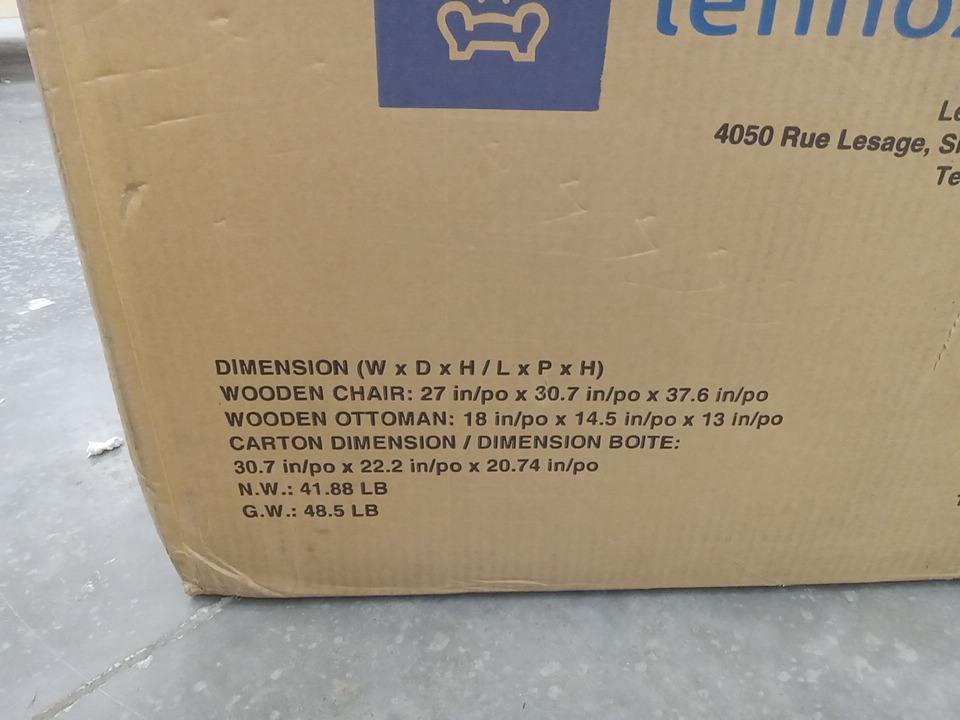 lennox
4050 Rue Lesage,
DIMENSION (W x D x H / L x P x H)
WOODEN CHAIR: 27 in/po x 30.7 in/po x 37.6 in/po
WOODEN OTTOMAN: 18 in/po x 14.5 in/po x 13 in/po
CARTON DIMENSION / DIMENSION BOITE:
30.7 in/po x 22.2 in/po x 20.74 in/po
N.W.: 41.88 LB
G.W.: 48.5 LB